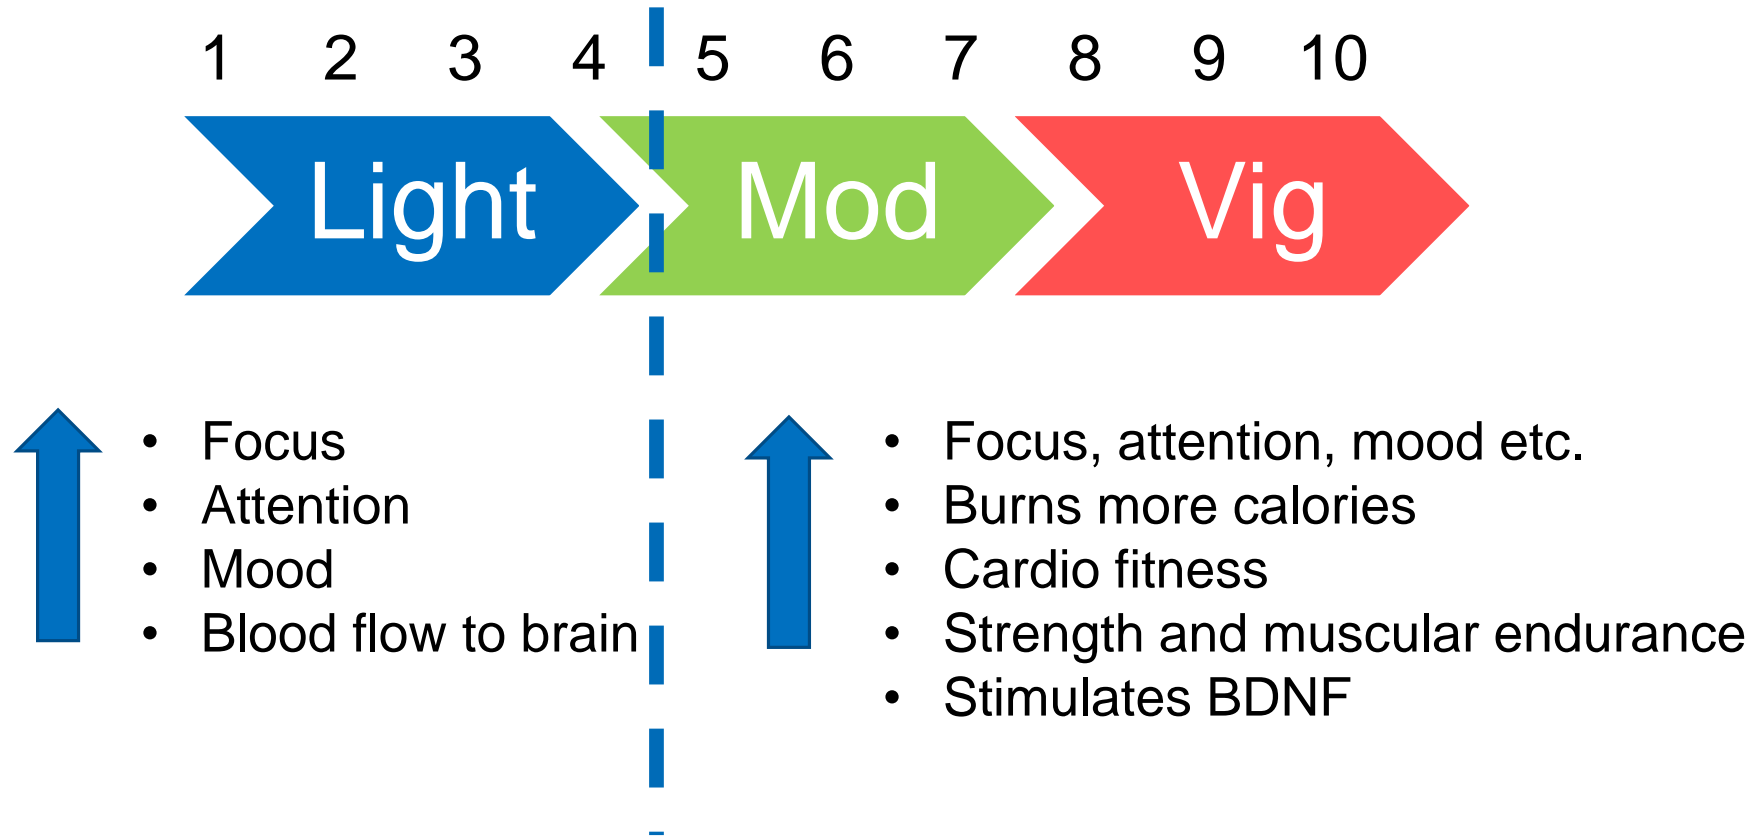 1 2 3 4 5 6 7 8 9 10
Light Mod Vig
• Focus
• Attention
• Mood
• Blood flow to brain
• Focus, attention, mood etc.
• Burns more calories
• Cardio fitness
• Strength and muscular endurance
• Stimulates BDNF